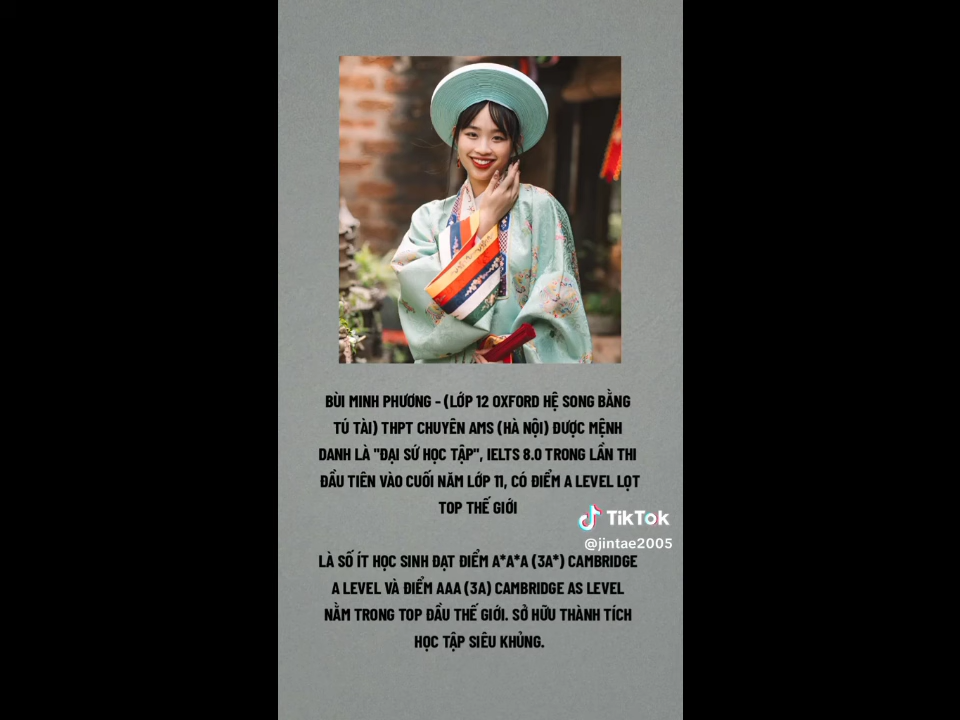 BÙI MINH PHƯƠNG - (LỚP 12 OXFORD HỆ SONG BẰNG
TÚ TÀI) THPT CHUYÊN AMS (HÀ NỘI) ĐƯỢC MỆNH
DANH LÀ "ĐẠI SỨ HỌC TẬP", IELTS 8.0 TRONG LẦN THI
ĐẦU TIÊN VÀO CUỐI NĂM LỚP 11, CÓ ĐIỂM A LEVEL LỌT
TOP THẾ GIỚI
TikTok
@jintae2005
LÀ SỐ ÍT HỌC SINH ĐẠT ĐIỂM A*A*A (3A*) CAMBRIDGE
A LEVEL VÀ ĐIỂM AAA (3A) CAMBRIDGE AS LEVEL
NẰM TRONG TOP ĐẦU THẾ GIỚI. SỞ HỮU THÀNH TÍCH
HỌC TẬP SIÊU KHỦNG.